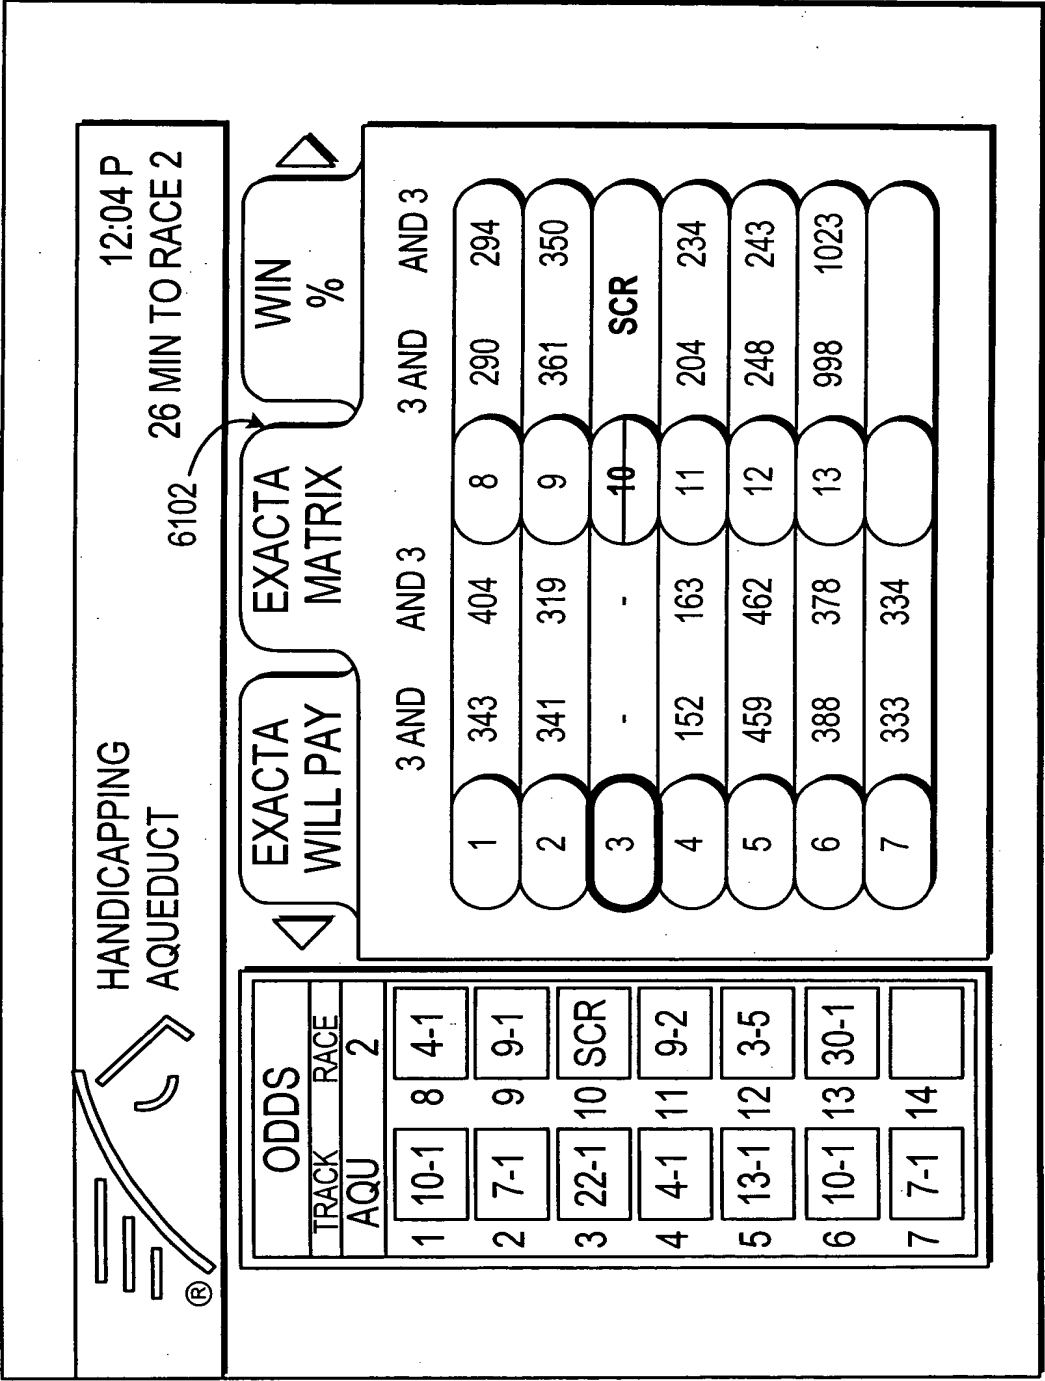 HANDICAPPING 12:04 P
AQUEDUCT 26 MIN TO RACE 2
®
6102
ODDS
TRACK RACE
AQU 2
1 10-1 8 4-1
2 7-1 9 9-1
3 22-1 10 SCR
4 4-1 11 9-2
5 13-1 12 3-5
6 10-1 13 30-1
7 7-1 14
EXACTA WILL PAY
EXACTA MATRIX
WIN %
3 AND AND 3 3 AND AND 3
1 343 404 8 290 294
2 341 319 9 361 350
3 - - 10 SCR
4 152 163 11 204 234
5 459 462 12 248 243
6 388 378 13 998 1023
7 333 334